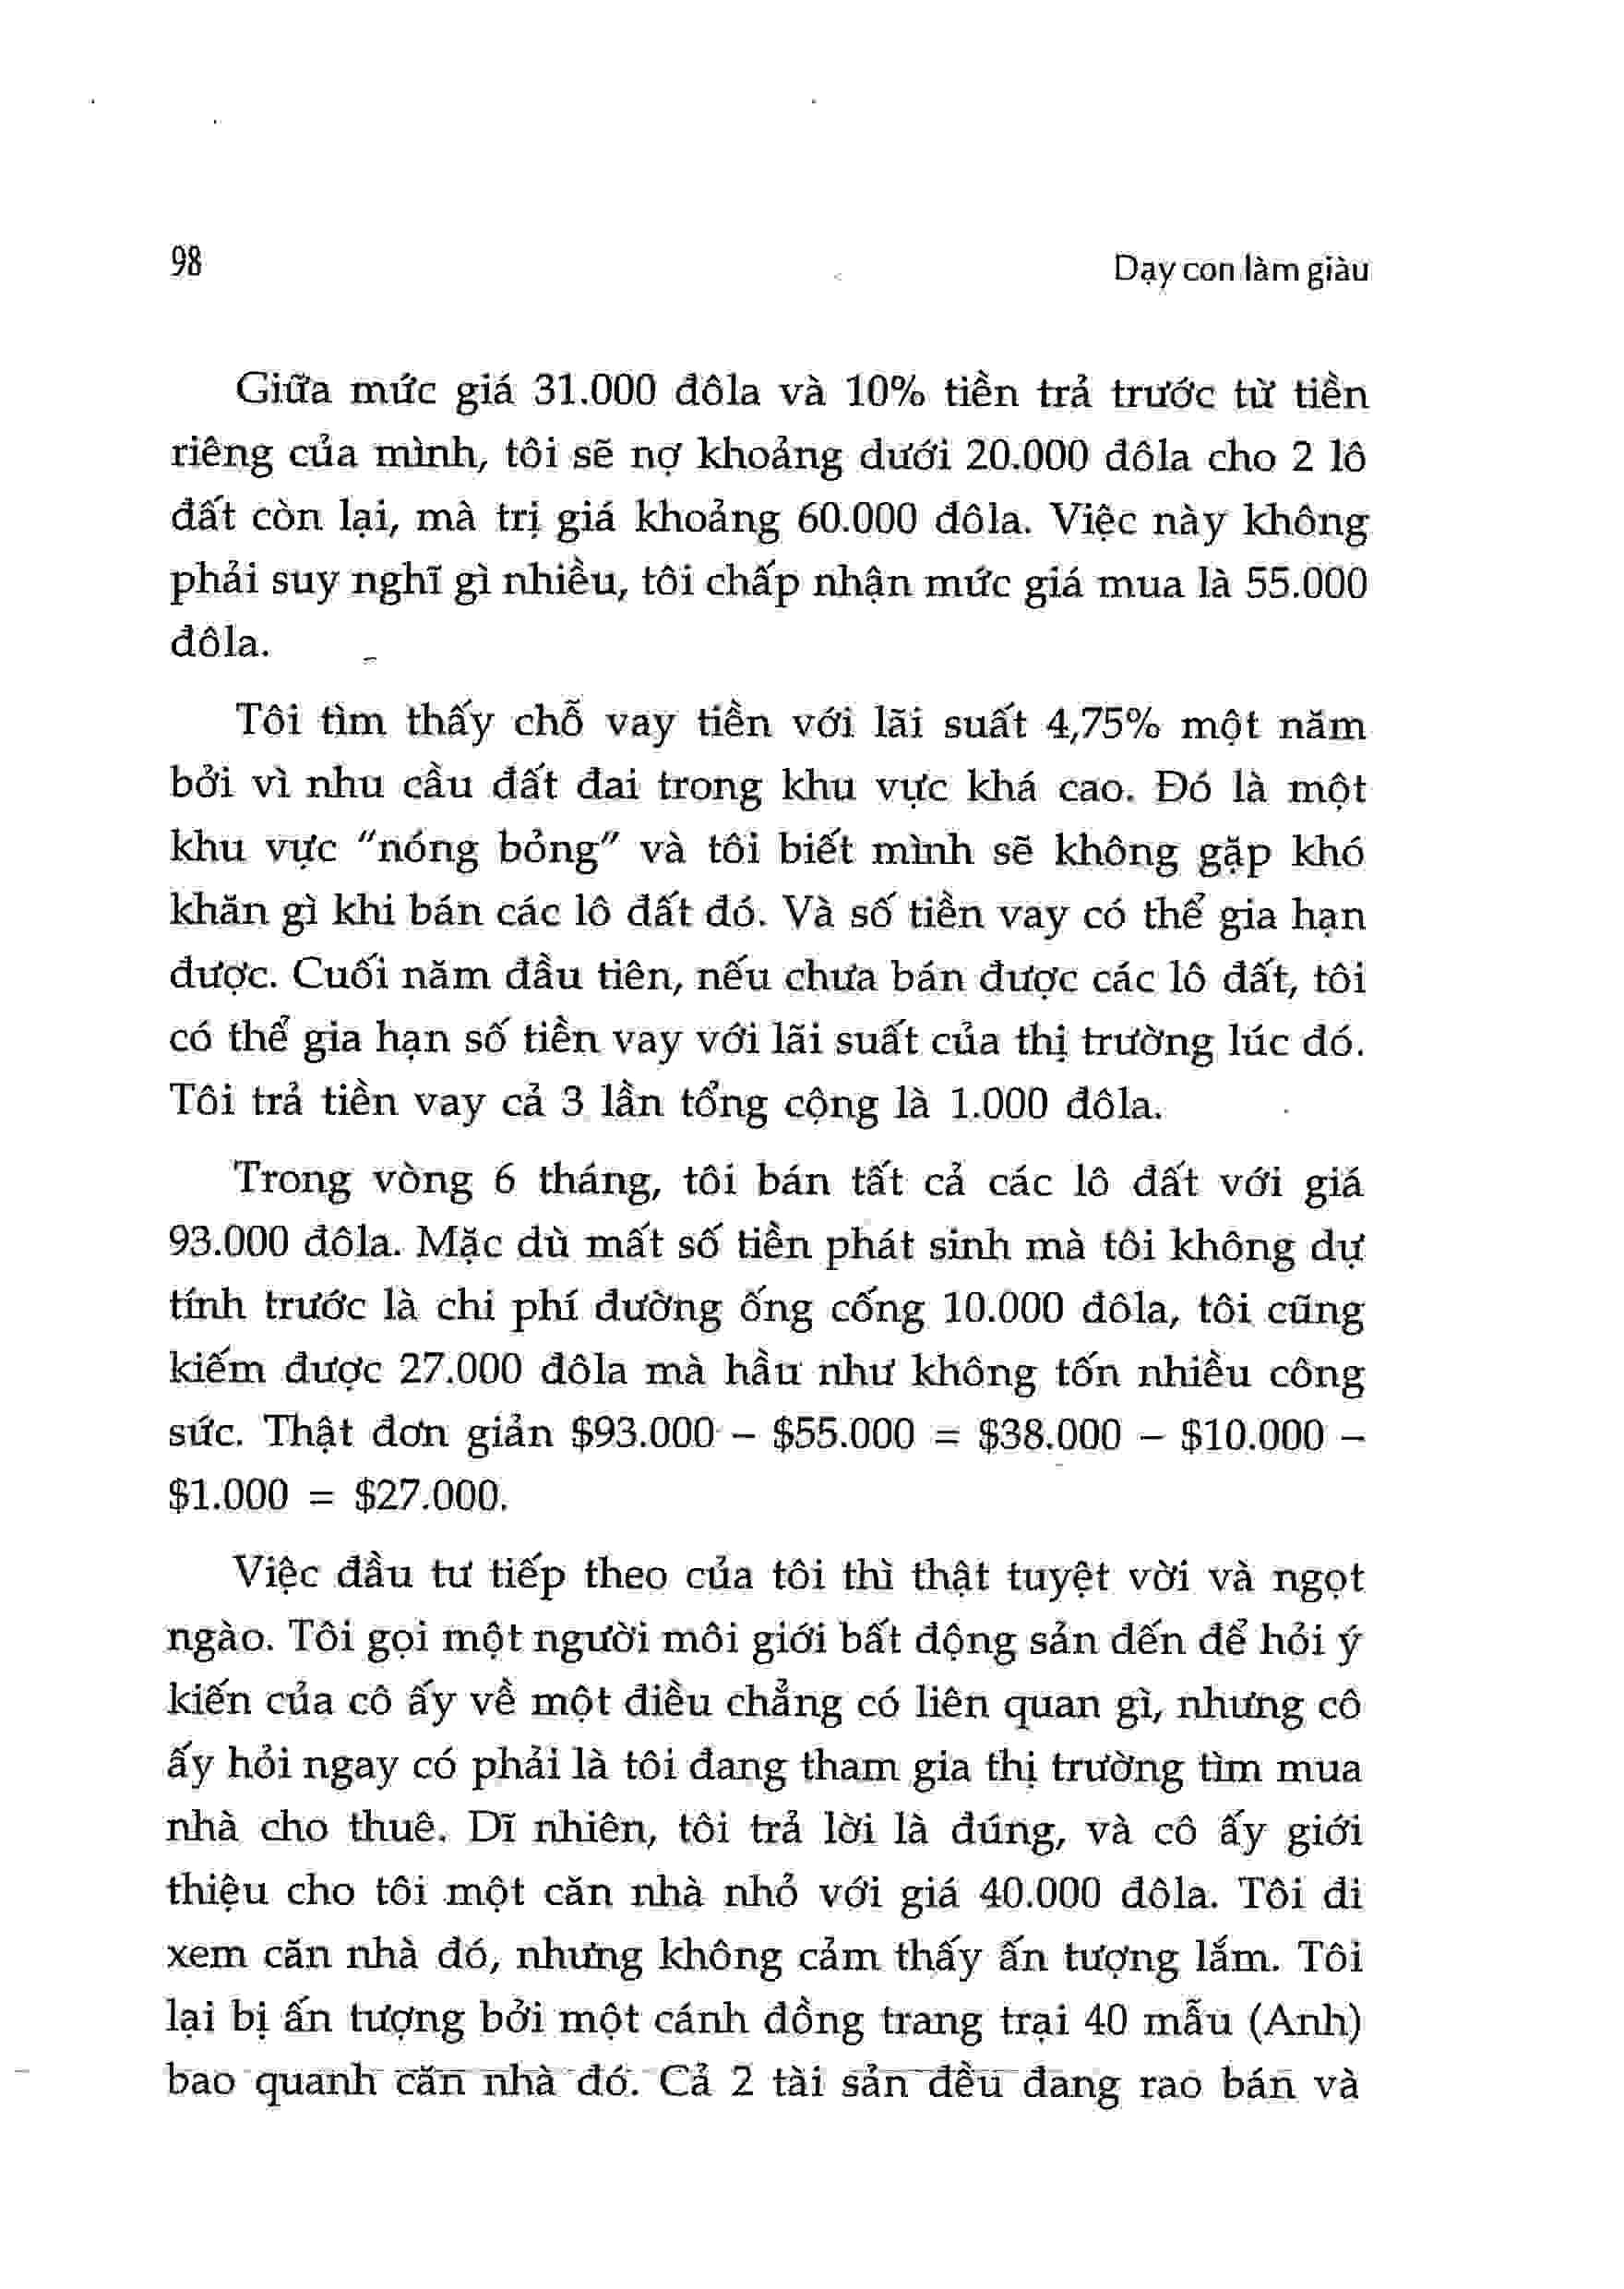 98
Dạy con làm giàu
Giữa mức giá 31.000 đôla và 10% tiền trả trước từ tiền
riêng của mình, tôi sẽ nợ khoảng dưới 20.000 đôla cho 2 lô
đất còn lại, mà trị giá khoảng 60.000 đôla. Việc này không
phải suy nghĩ gì nhiều, tôi chấp nhận mức giá mua là 55.000
đôla.
Tôi tìm thấy chỗ vay tiền với lãi suất 4,75% một năm
bởi vì nhu cầu đất đai trong khu vực khá cao. Đó là một
khu vực "nóng bỏng" và tôi biết mình sẽ không gặp khó
khăn gì khi bán các lô đất đó. Và số tiền vay có thể gia hạn
được. Cuối năm đầu tiên, nếu chưa bán được các lô đất, tôi
có thể gia hạn số tiền vay với lãi suất của thị trường lúc đó.
Tôi trả tiền vay cả 3 lần tổng cộng là 1.000 đôla.
Trong vòng 6 tháng, tôi bán tất cả các lô đất với giá
93.000 đôla. Mặc dù mất số tiền phát sinh mà tôi không dự
tính trước là chi phí đường ống cống 10.000 đôla, tôi cũng
kiếm được 27.000 đôla mà hầu như không tốn nhiều công
sức. Thật đơn giản $93.000 – $55.000 = $38.000 – $10.000 –
$1.000 = $27.000.
Việc đầu tư tiếp theo của tôi thì thật tuyệt vời và ngọt
ngào. Tôi gọi một người môi giới bất động sản đến để hỏi ý
kiến của cô ấy về một điều chẳng có liên quan gì, nhưng cô
ấy hỏi ngay có phải là tôi đang tham gia thị trường tìm mua
nhà cho thuê. Dĩ nhiên, tôi trả lời là đúng, và cô ấy giới
thiệu cho tôi một căn nhà nhỏ với giá 40.000 đôla. Tôi đi
xem căn nhà đó, nhưng không cảm thấy ấn tượng lắm. Tôi
lại bị ấn tượng bởi một cánh đồng trang trại 40 mẫu (Anh)
bao quanh căn nhà đó. Cả 2 tài sản đều đang rao bán và